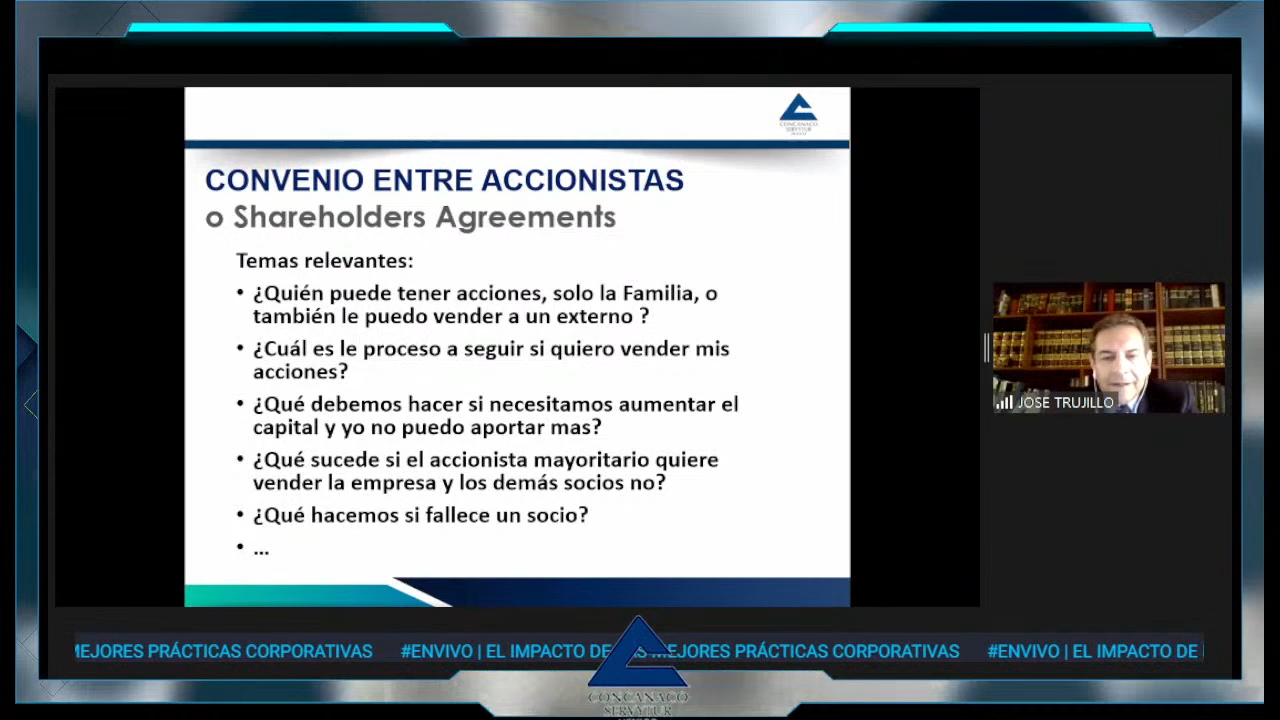 CONCANACO
SERVYTUR
CONVENIO ENTRE ACCIONISTAS
o Shareholders Agreements
Temas relevantes:
• ¿Quién puede tener acciones, solo la Familia, o
también le puedo vender a un externo ?
• ¿Cuál es le proceso a seguir si quiero vender mis
acciones?
• ¿Qué debemos hacer si necesitamos aumentar el
capital y yo no puedo aportar mas?
• ¿Qué sucede si el accionista mayoritario quiere
vender la empresa y los demás socios no?
• ¿Qué hacemos si fallece un socio?
• ...
JOSE TRUJILLO
MEJORES PRÁCTICAS CORPORATIVAS #ENVIVO | EL IMPACTO DE LAS MEJORES PRÁCTICAS CORPORATIVAS #ENVIVO | EL IMPACTO DE
CONCANACO
SERVYTUR